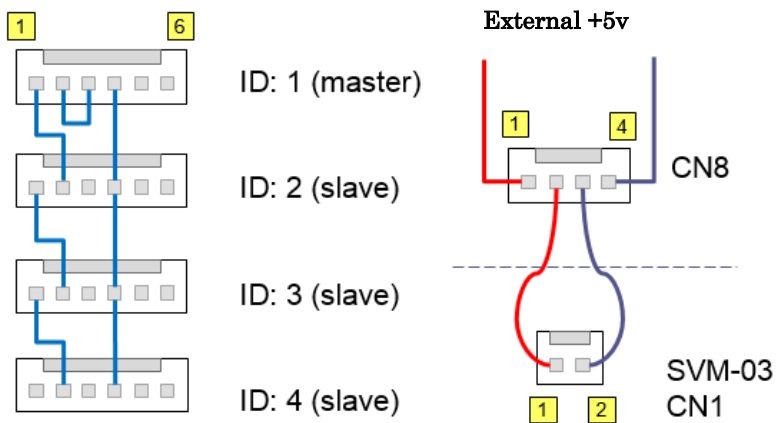 External +5v
1
6
ID: 1 (master)
1
4
CN8
ID: 2 (slave)
ID: 3 (slave)
SVM-03
CN1
ID: 4 (slave)
1
2